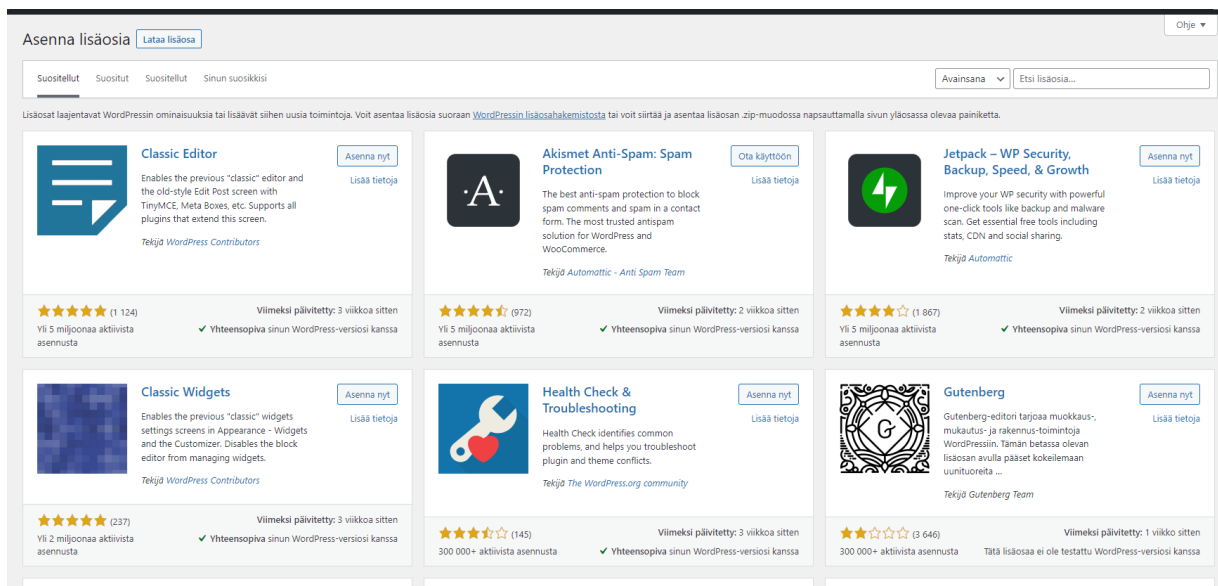 Ohje ▼
Asenna lisäosia Lataa lisäosa
Suositellut Suositut Suositellut Sinun suosikkisi Avainsana Etsi lisäosia...
Lisäosat laajentavat WordPressin ominaisuuksia tai lisäävät siihen uusia toimintoja. Voit asentaa lisäosia suoraan WordPressin lisäosahakemistosta tai voit siirtää ja asentaa lisäosan .zip-muodossa napsauttamalla sivun yläosassa olevaa painiketta.
Classic Editor
Asenna nyt
Lisää tietoja
Enables the previous "classic" editor and
the old-style Edit Post screen with
TinyMCE, Meta Boxes, etc. Supports all
plugins that extend this screen.
Tekijä WordPress Contributors
(1 124)
Viimeksi päivitetty: 3 viikkoa sitten
Yli 5 miljoonaa aktiivista
asennusta
✓ Yhteensopiva sinun WordPress-versiosi kanssa
·A·
Akismet Anti-Spam: Spam
Protection
Ota käyttöön
Lisää tietoja
The best anti-spam protection to block
spam comments and spam in a contact
form. The most trusted antispam
solution for WordPress and
WooCommerce.
Tekijä Automattic - Anti Spam Team
(972)
Viimeksi päivitetty: 2 viikkoa sitten
Yli 5 miljoonaa aktiivista
asennusta
✓ Yhteensopiva sinun WordPress-versiosi kanssa
Jetpack – WP Security,
Backup, Speed, & Growth
Asenna nyt
Lisää tietoja
Improve your WP security with powerful
one-click tools like backup and malware
scan. Get essential free tools including
stats, CDN and social sharing.
Tekijä Automattic
(1 867)
Viimeksi päivitetty: 2 viikkoa sitten
Yli 5 miljoonaa aktiivista
asennusta
✓ Yhteensopiva sinun WordPress-versiosi kanssa
Classic Widgets
Asenna nyt
Lisää tietoja
Enables the previous "classic" widgets
settings screens in Appearance - Widgets
and the Customizer. Disables the block
editor from managing widgets.
Tekijä WordPress Contributors
(237)
Viimeksi päivitetty: 3 viikkoa sitten
Yli 2 miljoonaa aktiivista
asennusta
✓ Yhteensopiva sinun WordPress-versiosi kanssa
Health Check &
Troubleshooting
Asenna nyt
Lisää tietoja
Health Check identifies common
problems, and helps you troubleshoot
plugin and theme conflicts.
Tekijä The WordPress.org community
(145)
Viimeksi päivitetty: 3 viikkoa sitten
300 000+ aktiivista asennusta
✓ Yhteensopiva sinun WordPress-versiosi kanssa
G
Gutenberg
Asenna nyt
Lisää tietoja
Gutenberg-editori tarjoaa muokkaus-,
mukautus- ja rakennus-toimintoja
WordPressiin. Tämän betassa olevan
lisäosan avulla pääset kokeilemaan
uunituoreita ...
Tekijä Gutenberg Team
(3 646)
Viimeksi päivitetty: 1 viikko sitten
300 000+ aktiivista asennusta
Tätä lisäosaa ei ole testattu WordPress-versiosi kanssa